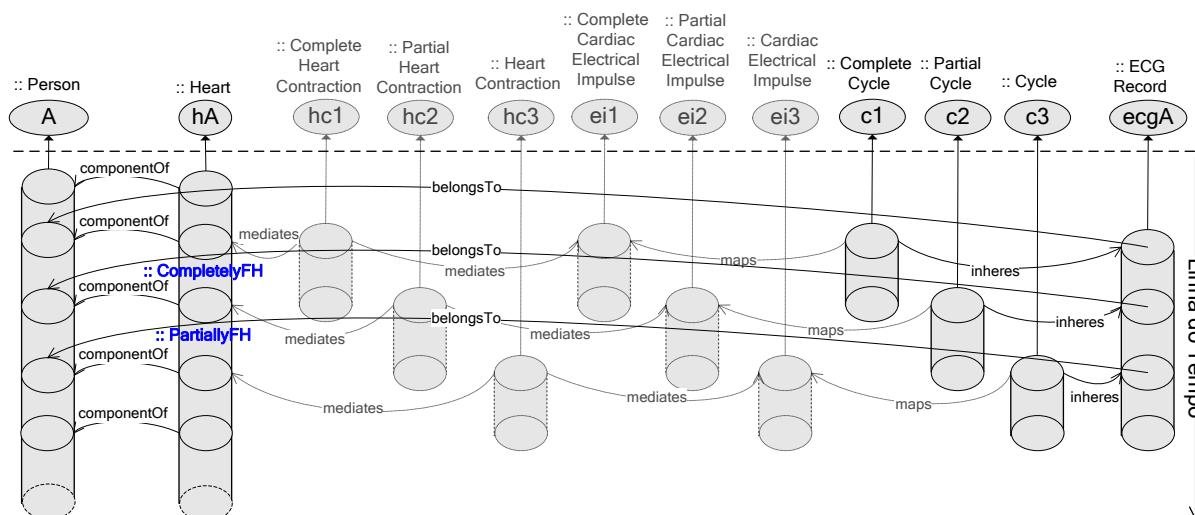 :: Person
:: Heart
:: Complete
Heart
Contraction
:: Partial
Heart
Contraction
:: Heart
Contraction
:: Complete
Cardiac
Electrical
Impulse
:: Partial
Cardiac
Electrical
Impulse
:: Cardiac
Electrical
Impulse
:: Complete
Cycle
:: Partial
Cycle
:: Cycle
:: ECG
Record
A
hA
hc1
hc2
hc3
ei1
ei2
ei3
c1
c2
c3
ecgA
componentOf
belongsTo
componentOf
mediates
belongsTo
mediates
maps
inheres
:: CompletelyFH
componentOf
belongsTo
mediates
mediates
maps
inheres
:: PartiallyFH
componentOf
mediates
mediates
maps
inheres
componentOf
Linha do Tempo